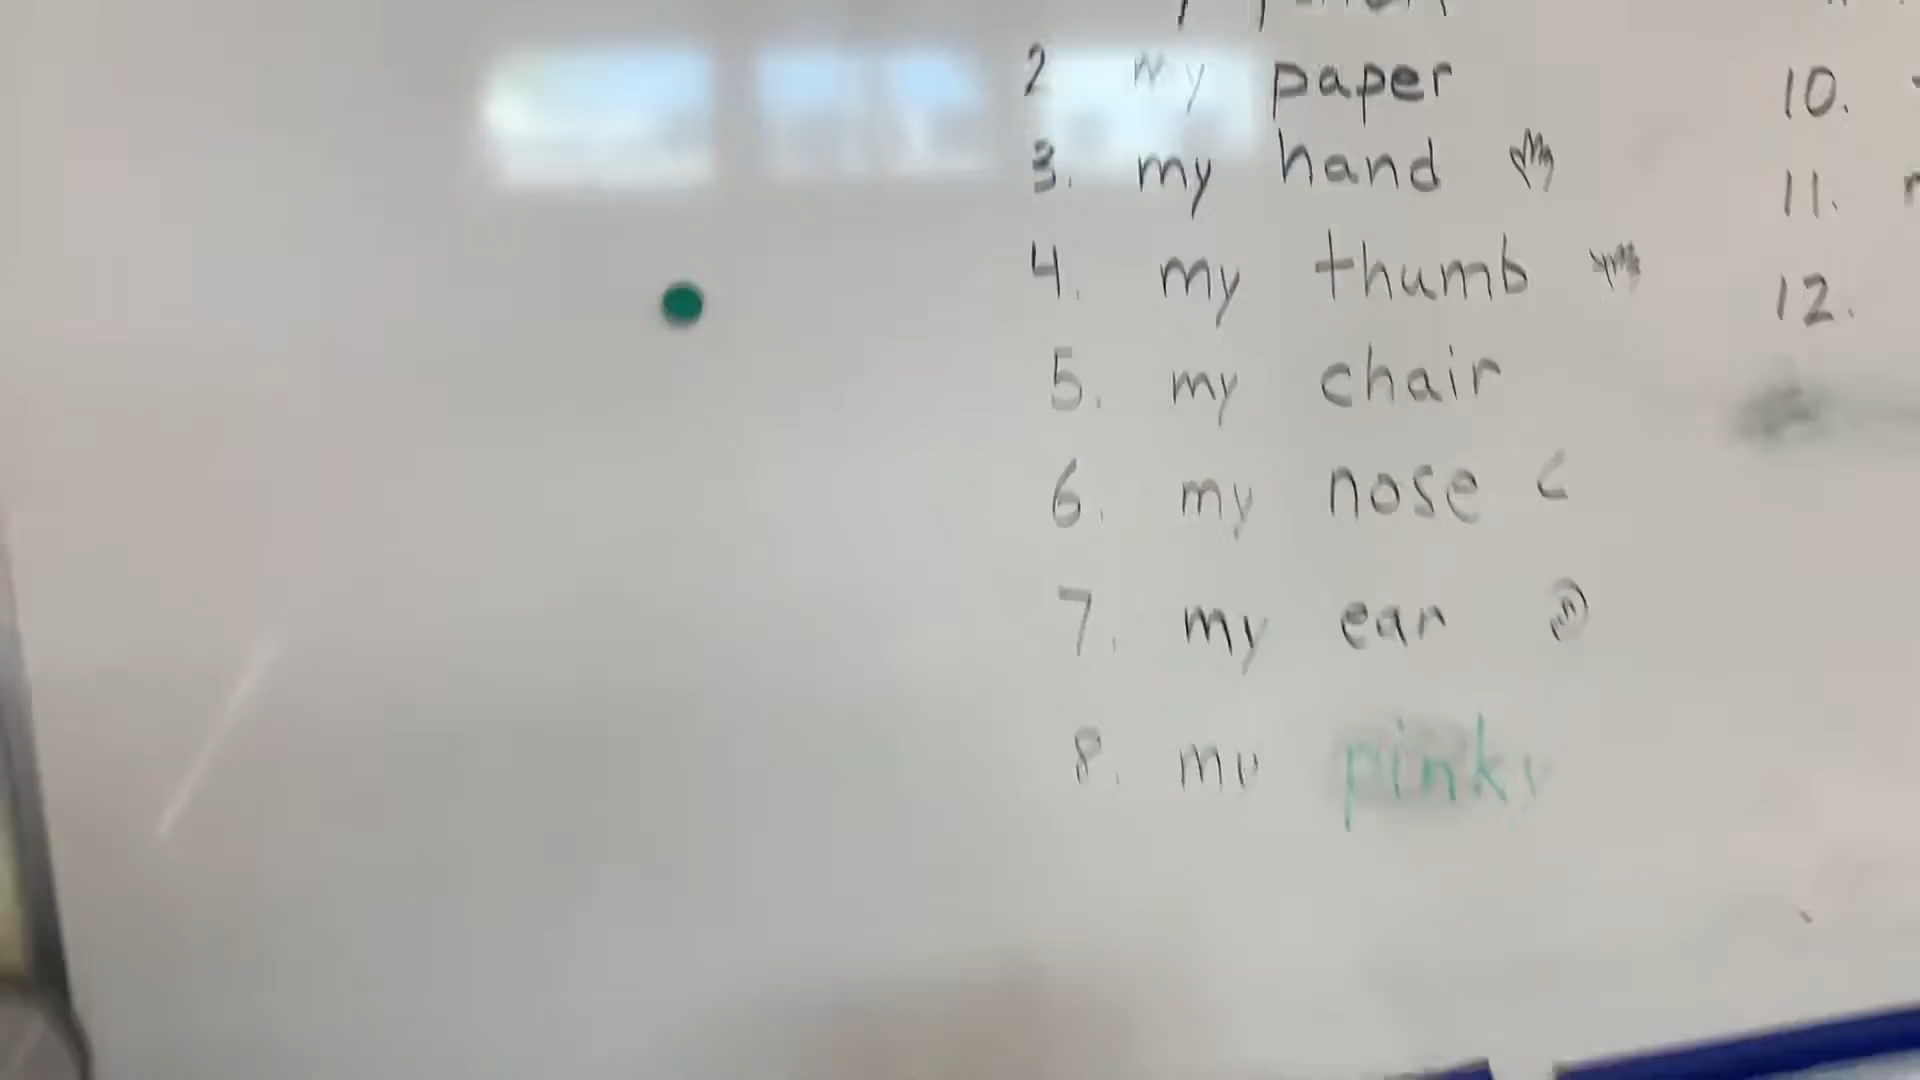 2 my paper
3. my hand
4. my thumb
5. my chair
6. my nose
7. my ear
8. my pinky
10.
11.
12.